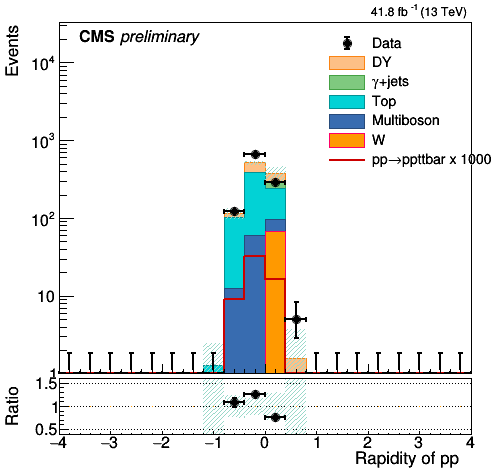 41.8 fb⁻¹ (13 TeV)
CMS preliminary
Events
10⁴
10³
10²
10
1
Data
DY
γ+jets
Top
Multiboson
W
pp→ppttbar x 1000
Ratio
1.5
1
0.5
−4 −3 −2 −1 0 1 2 3 4
Rapidity of pp